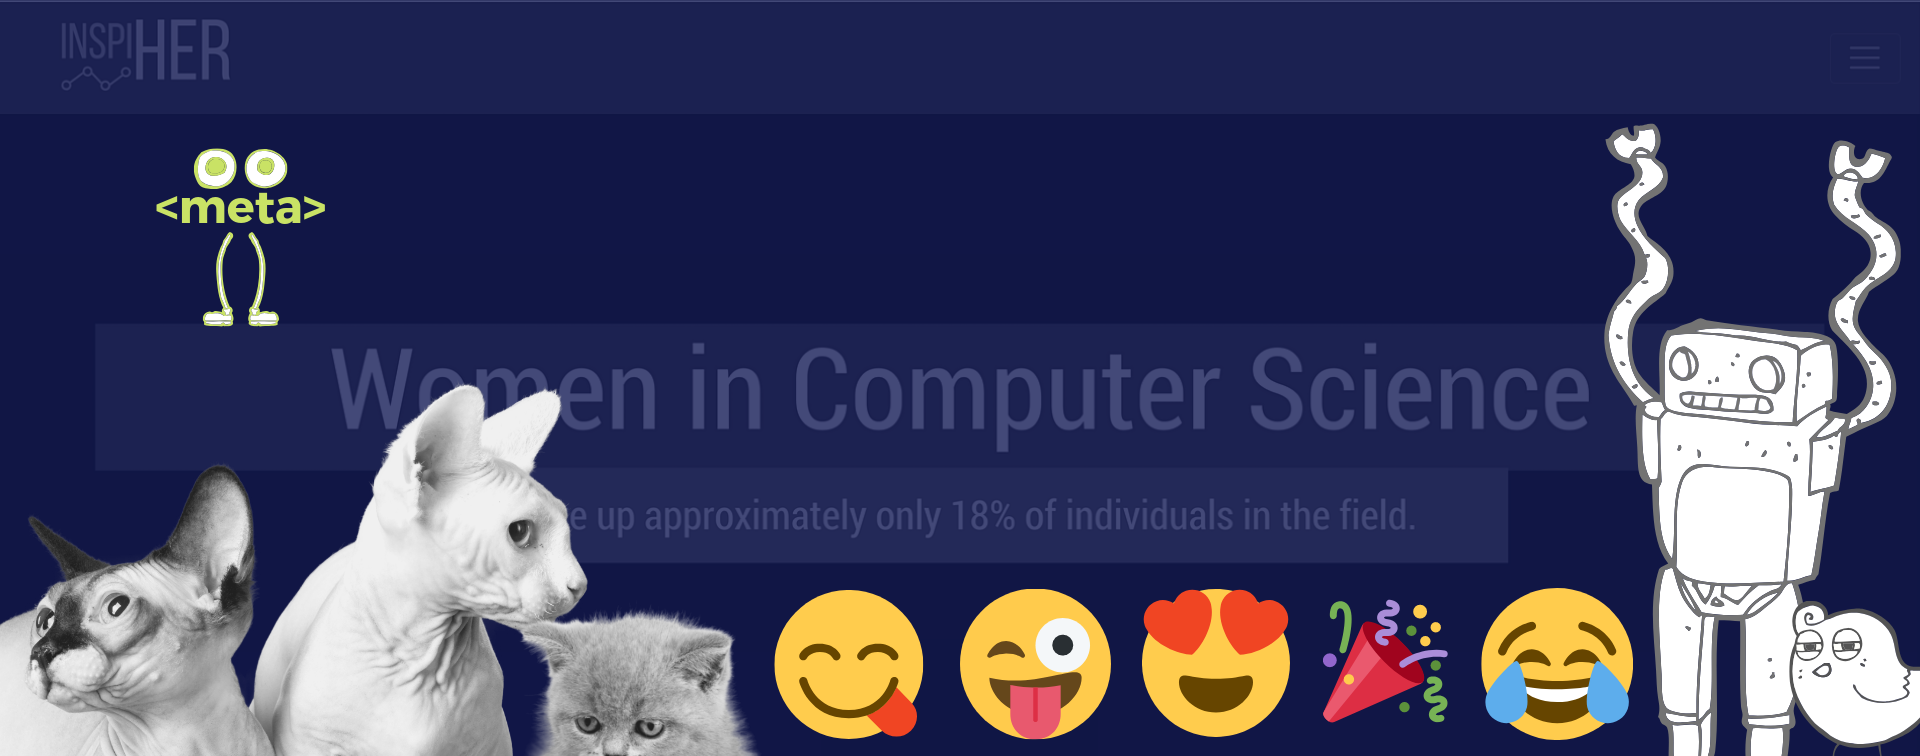 INSPIHER
<meta>
Women in Computer Science
e up approximately only 18% of individuals in the field.